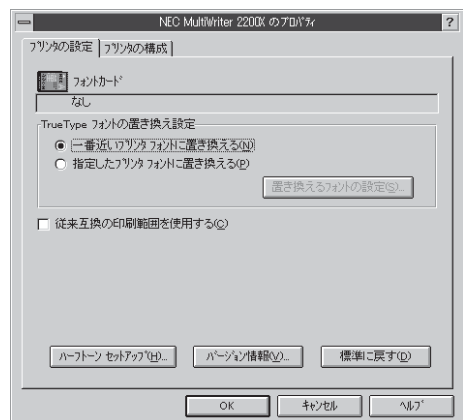 NEC MultiWriter 2200X のﾌﾟﾛﾊﾟﾃｨ ?
ﾌﾟﾘﾝﾀの設定 ﾌﾟﾘﾝﾀの構成
ﾌｫﾝﾄｶｰﾄﾞ
なし
TrueType ﾌｫﾝﾄの置き換え設定
一番近いﾌﾟﾘﾝﾀ ﾌｫﾝﾄに置き換える(N)
指定したﾌﾟﾘﾝﾀ ﾌｫﾝﾄに置き換える(P)
置き換えるﾌｫﾝﾄの設定(S)...
従来互換の印刷範囲を使用する(C)
ﾊｰﾌﾄｰﾝ ｾｯﾄｱｯﾌﾟ(H)... ﾊﾞｰｼﾞｮﾝ情報(V)... 標準に戻す(D)
OK ｷｬﾝｾﾙ ﾍﾙﾌﾟ